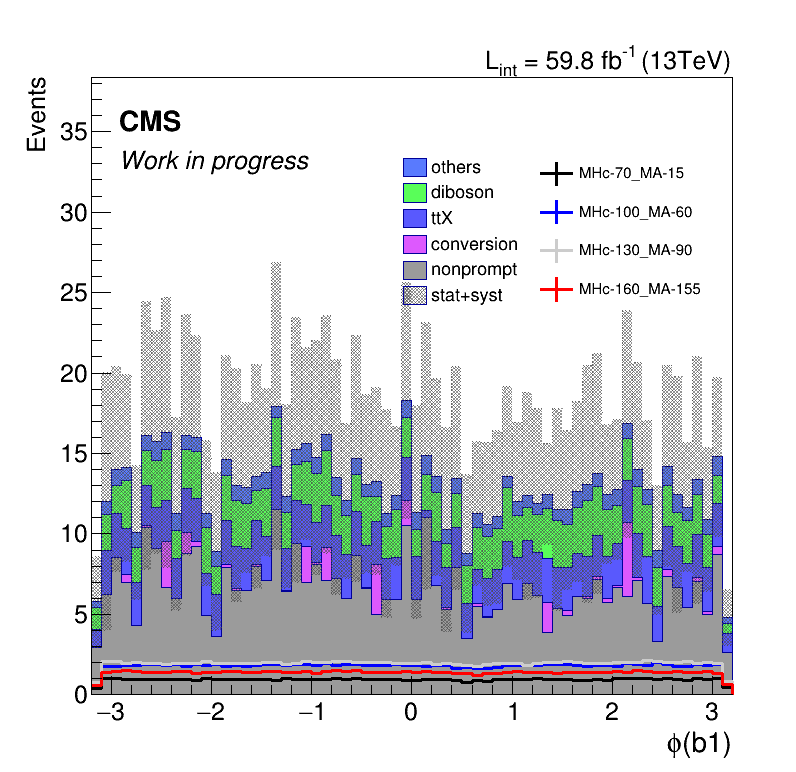 L_int = 59.8 fb^-1 (13TeV)
Events
CMS
Work in progress
others
diboson
ttX
conversion
nonprompt
stat+syst
MHc-70_MA-15
MHc-100_MA-60
MHc-130_MA-90
MHc-160_MA-155
35
30
25
20
15
10
5
0
−3 −2 −1 0 1 2 3
ϕ(b1)